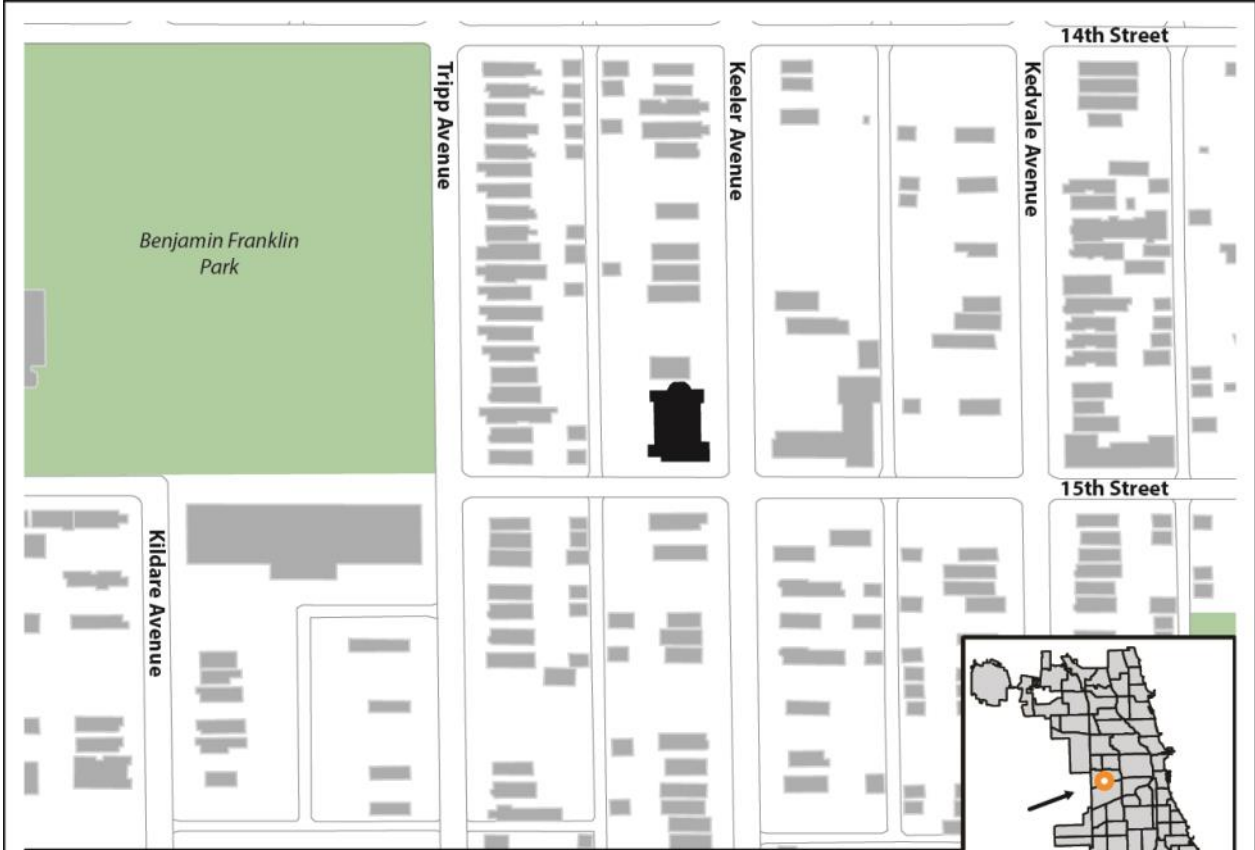 14th Street
Tripp Avenue
Keeler Avenue
Kedvale Avenue
Benjamin Franklin
Park
15th Street
Kildare Avenue